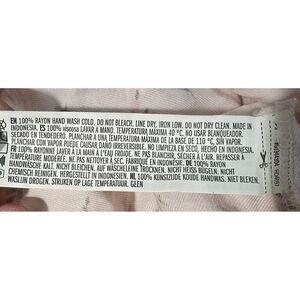 EN 100% RAYON HAND WASH COLD, DO NOT BLEACH. LINE DRY, IRON LOW, DO NOT DRY CLEAN. MADE IN
INDONESIA. ES 100% viscosa LAVAR A MANO. TEMPERATURA MÁXIMA 40 °C. NO USAR BLANQUEADOR.
SECADO EN TENDEDERO. PLANCHAR A UNA TEMPERATURA MÁXIMA DE LA BASE DE 110 °C, SIN VAPOR.
PLANCHAR CON VAPOR PUEDE CAUSAR DAÑO IRREVERSIBLE. NO LIMPIEZA EN SECO, HECHO EN INDONESIA.
FR 100% RAYONNE LAVER À LA MAIN À L'EAU FROIDE, NE PAS BLANCHIR, SÉCHER À L'AIR, REPASSER À
TEMPÉRATURE MODÉRÉE, NE PAS NETTOYER À SEC, FABRIQUÉ EN INDONÉSIE. DE 100% RAYON
HANDWÄSCHE KALT, NICHT BLEICHEN, AUF WÄSCHELEINE TROCKNEN, NICHT HEISS BÜGELN. NICHT
CHEMISCH REINIGEN. HERGESTELLT IN INDONESIEN. NL 100% KUNSTZIJDE KOUDE HANDWAS. NIET BLEKEN,
WASLIJN DROGEN. STRIJKEN OP LAGE TEMPERATUUR. GEEN